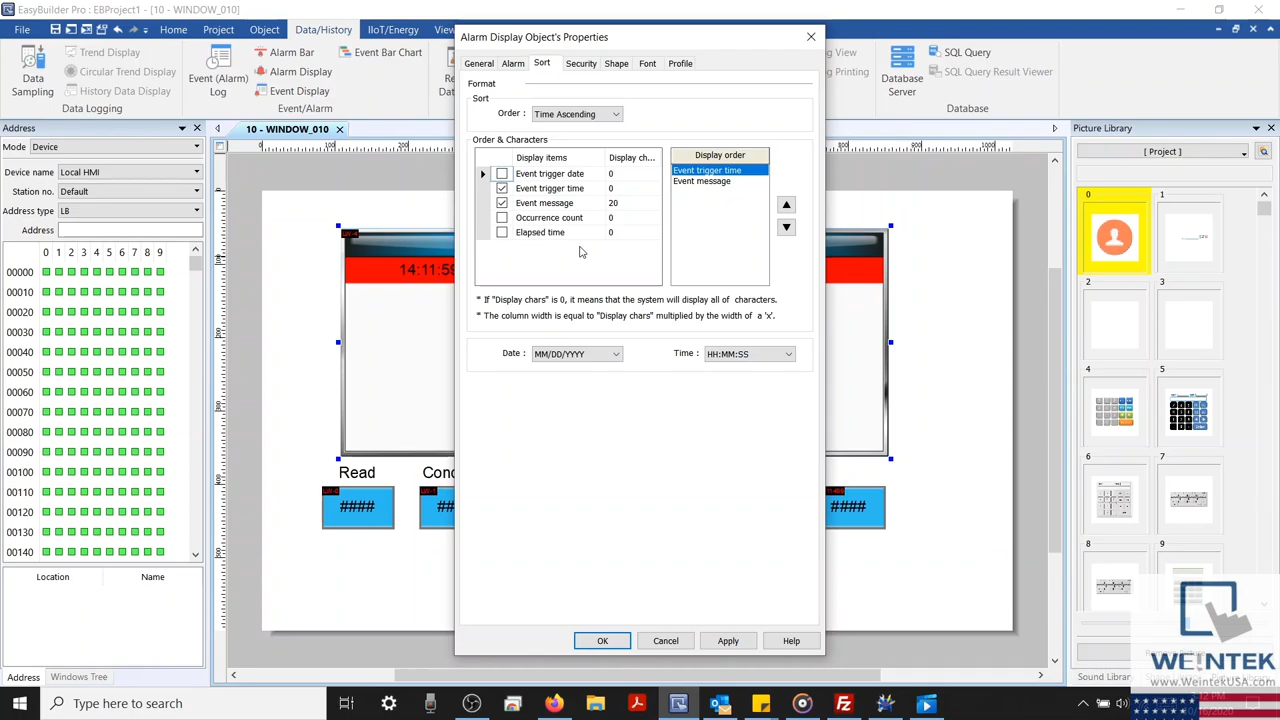 EasyBuilder Pro : EBProject1 - [10 - WINDOW_010]
File Home Project Object Data/History IIoT/Energy View
Data Sampling
Trend Display
Circular Trend Display
History Data Display
Data Logging
Event (Alarm) Log
Alarm Bar
Alarm Display
Event Display
Event Bar Chart
Event/Alarm
Database Server
SQL Query
SQL Query Result Viewer
Database
Address
10 - WINDOW_010
Mode Device
Device name Local HMI
Station no. Default
Address type LB
Address
0 1 2 3 4 5 6 7 8 9
00000
00010
00020
00030
00040
00050
00060
00070
00080
00090
00100
00110
00120
00130
00140
Location Name
Address Windows Tree
14:11:59
Read
LW-0
####
LW-1
####
Alarm Display Object's Properties
General Alarm Sort Security Shape Font Profile
Format
Sort
Order : Time Ascending
Order & Characters
Display items Display ch...
Event trigger date 0
Event trigger time 0
Event message 20
Occurrence count 0
Elapsed time 0
Display order
Event trigger time
Event message
* If "Display chars" is 0, it means that the system will display all of characters.
* The column width is equal to "Display chars" multiplied by the width of a 'x'.
Date : MM/DD/YYYY Time : HH:MM:SS
OK Cancel Apply Help
Picture Library
[ Project ]
0 1
2 3
4 5
6 7
8 9
Sound Library
WEINTEK
www.WeintekUSA.com
Type here to search